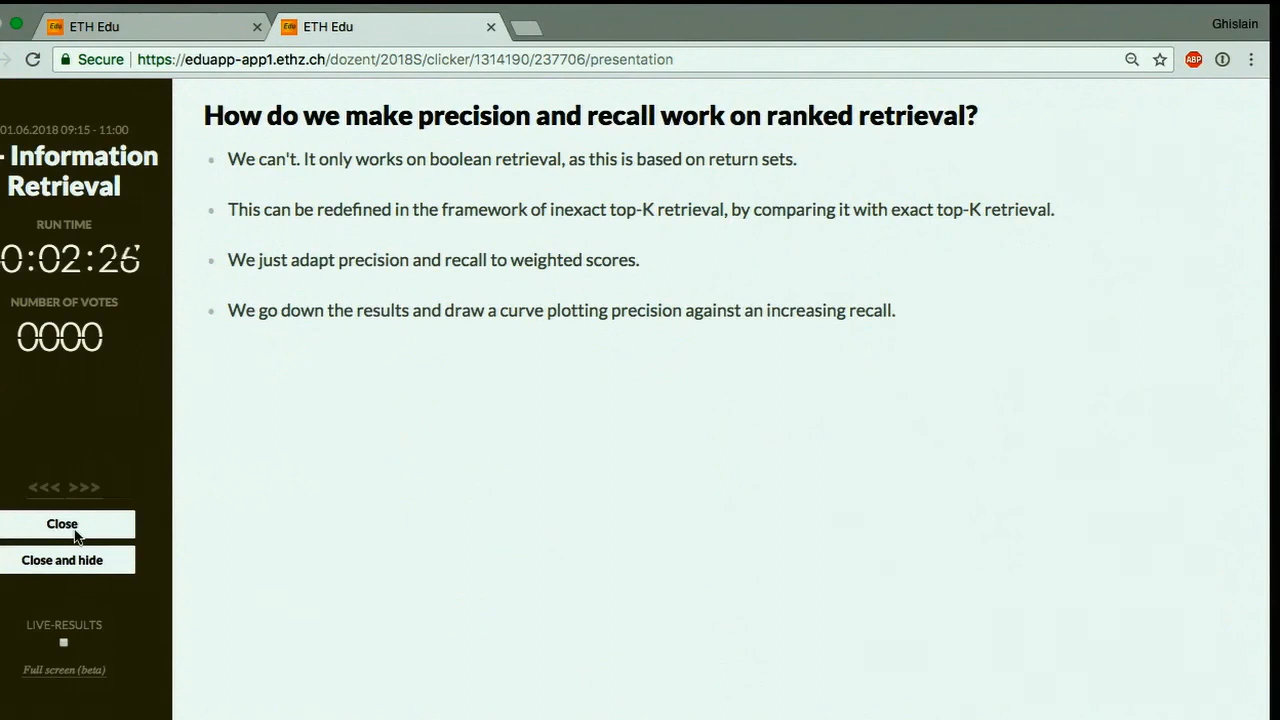 ETH Edu
ETH Edu
Ghislain
Secure
https://eduapp-app1.ethz.ch/dozent/2018S/clicker/1314190/237706/presentation
ABP
01.06.2018 09:15 - 11:00
- Information
Retrieval
RUN TIME
0:02:26
NUMBER OF VOTES
0000
<<< >>>
Close
Close and hide
LIVE-RESULTS
Full screen (beta)
How do we make precision and recall work on ranked retrieval?
We can't. It only works on boolean retrieval, as this is based on return sets.
This can be redefined in the framework of inexact top-K retrieval, by comparing it with exact top-K retrieval.
We just adapt precision and recall to weighted scores.
We go down the results and draw a curve plotting precision against an increasing recall.